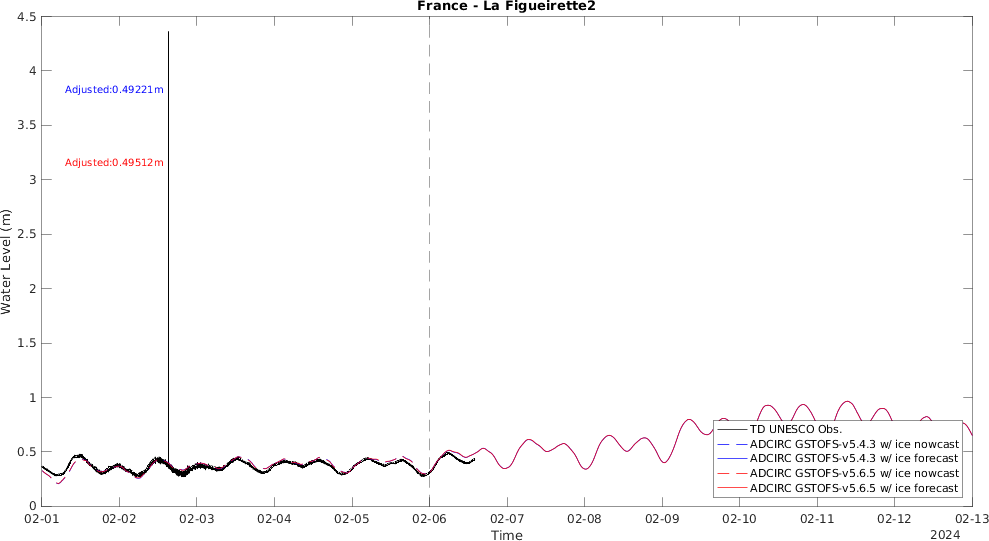 France - La Figueirette2
4.5
4
3.5
3
2.5
2
1.5
1
0.5
0
Water Level (m)
Adjusted:0.49221m
Adjusted:0.49512m
TD UNESCO Obs.
ADCIRC GSTOFS-v5.4.3 w/ ice nowcast
ADCIRC GSTOFS-v5.4.3 w/ ice forecast
ADCIRC GSTOFS-v5.6.5 w/ ice nowcast
ADCIRC GSTOFS-v5.6.5 w/ ice forecast
02-01 02-02 02-03 02-04 02-05 02-06 02-07 02-08 02-09 02-10 02-11 02-12 02-13
Time
2024